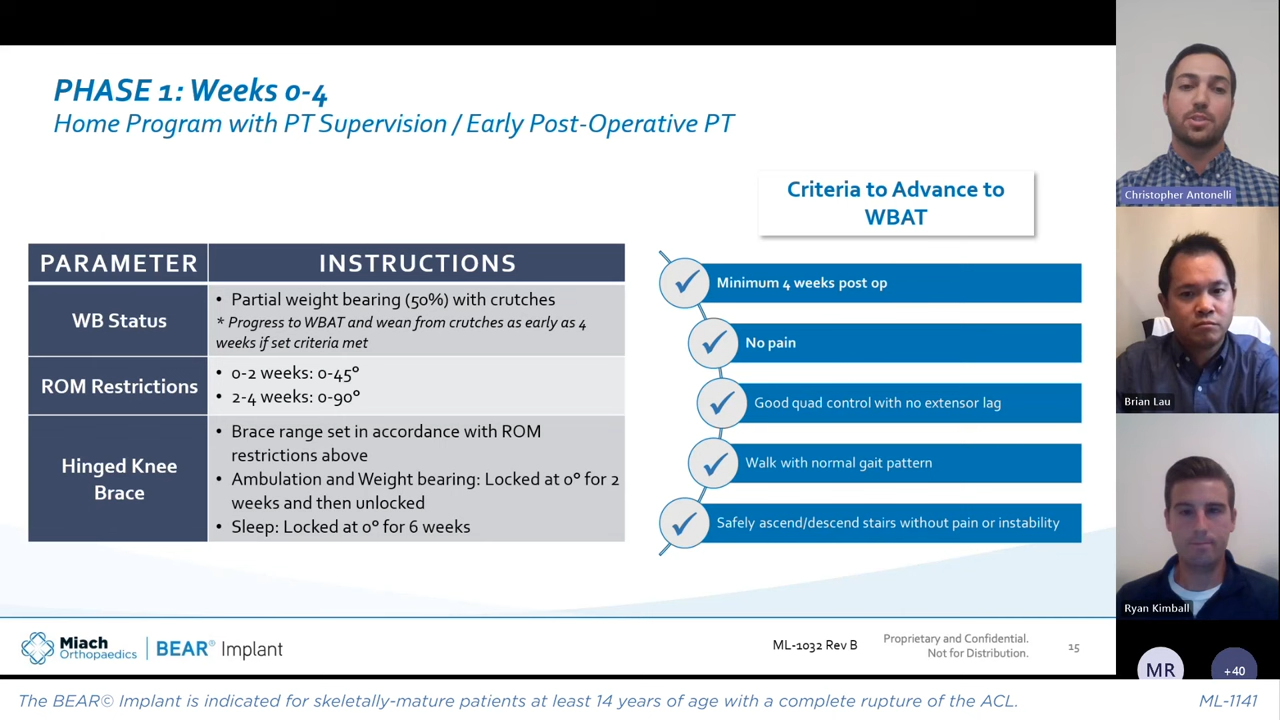 PHASE 1: Weeks 0-4
Home Program with PT Supervision / Early Post-Operative PT
PARAMETER
INSTRUCTIONS
WB Status
• Partial weight bearing (50%) with crutches
* Progress to WBAT and wean from crutches as early as 4
weeks if set criteria met
ROM Restrictions
• 0-2 weeks: 0-45°
• 2-4 weeks: 0-90°
Hinged Knee
Brace
• Brace range set in accordance with ROM
restrictions above
• Ambulation and Weight bearing: Locked at 0° for 2
weeks and then unlocked
• Sleep: Locked at 0° for 6 weeks
Criteria to Advance to
WBAT
Minimum 4 weeks post op
No pain
Good quad control with no extensor lag
Walk with normal gait pattern
Safely ascend/descend stairs without pain or instability
Miach
Orthopaedics
BEAR® Implant
ML-1032 Rev B
Proprietary and Confidential.
Not for Distribution.
15
Christopher Antonelli
Brian Lau
Ryan Kimball
MR
+40
The BEAR© Implant is indicated for skeletally-mature patients at least 14 years of age with a complete rupture of the ACL.
ML-1141